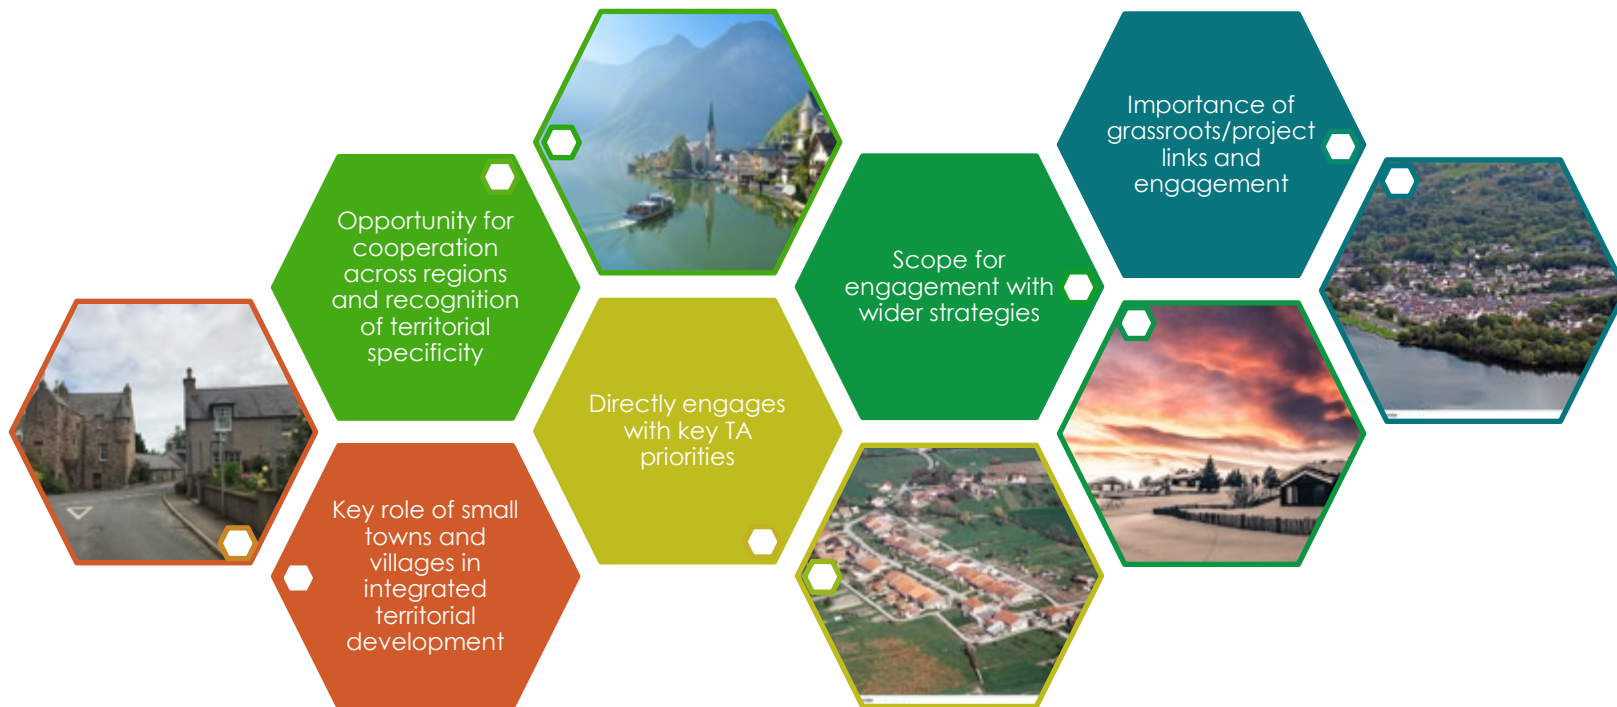 Opportunity for
cooperation
across regions
and recognition
of territorial
specificity
Key role of small
towns and
villages in
integrated
territorial
development
Directly engages
with key TA
priorities
Scope for
engagement with
wider strategies
Importance of
grassroots/project
links and
engagement